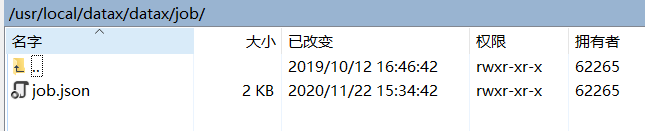 /usr/local/datax/datax/job/
名字 大小 已改变 权限 拥有者
.. 2019/10/12 16:46:42 rwxr-xr-x 62265
job.json 2 KB 2020/11/22 15:34:42 rwxr-xr-x 62265